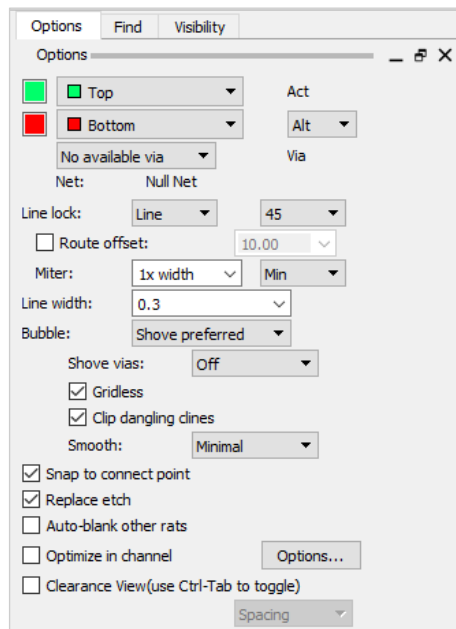 Options Find Visibility
Options
Top Act
Bottom Alt
No available via Via
Net: Null Net
Line lock: Line 45
Route offset: 10.00
Miter: 1x width Min
Line width: 0.3
Bubble: Shove preferred
Shove vias: Off
Gridless
Clip dangling clines
Smooth: Minimal
Snap to connect point
Replace etch
Auto-blank other rats
Optimize in channel Options...
Clearance View(use Ctrl-Tab to toggle)
Spacing